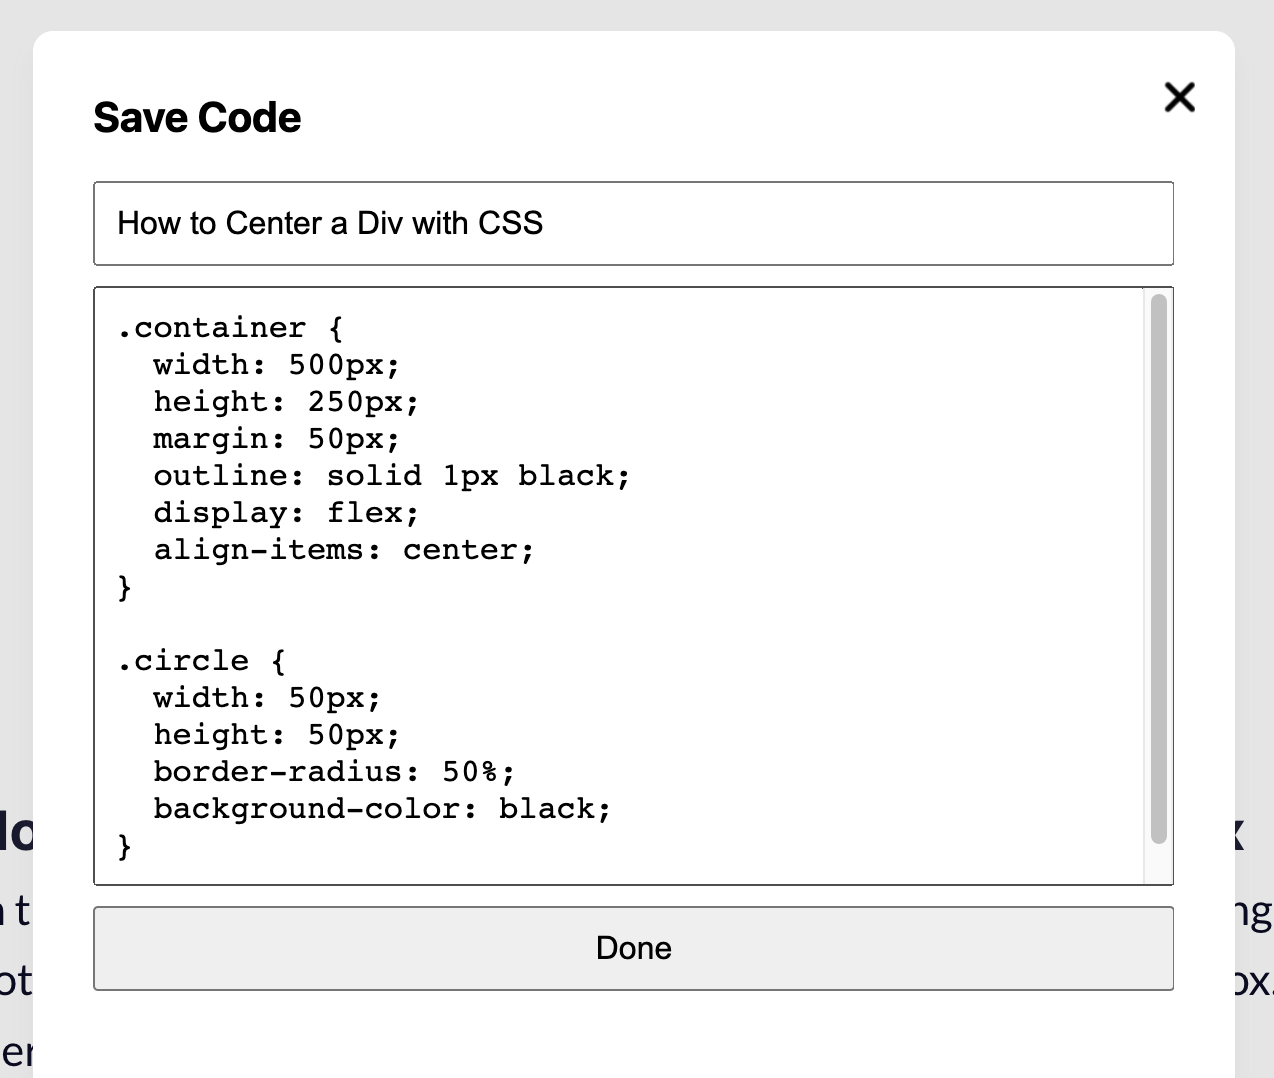 Save Code
How to Center a Div with CSS
.container {
  width: 500px;
  height: 250px;
  margin: 50px;
  outline: solid 1px black;
  display: flex;
  align-items: center;
}

.circle {
  width: 50px;
  height: 50px;
  border-radius: 50%;
  background-color: black;
}
Done